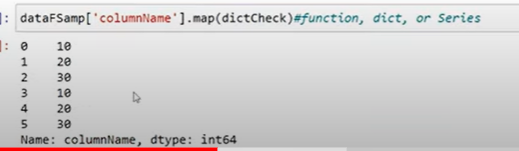 ]: dataFSamp['columnName'].map(dictCheck)#function, dict, or Series
]: 0    10
1    20
2    30
3    10
4    20
5    30
Name: columnName, dtype: int64